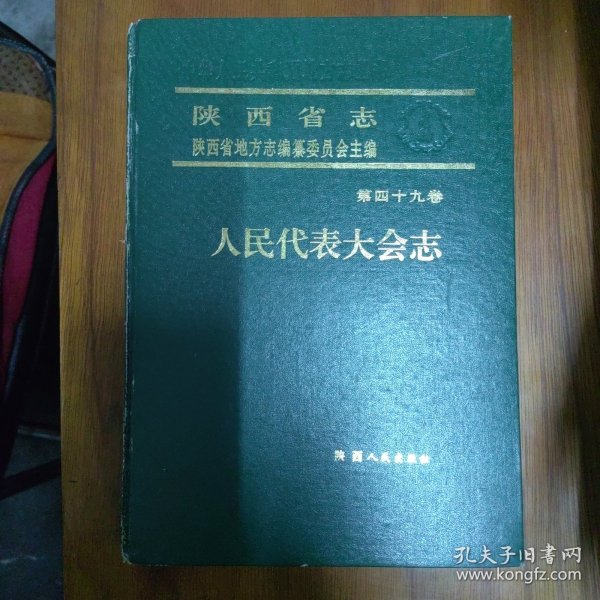 陕西省志
陕西省地方志编纂委员会主编
第四十九卷
人民代表大会志
陕西人民出版社
孔夫子旧书网
www.kongfz.com